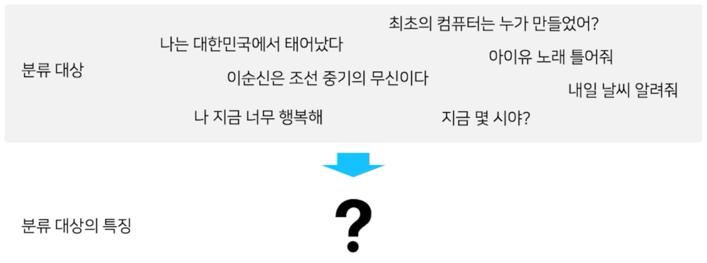 최초의 컴퓨터는 누가 만들었어?
나는 대한민국에서 태어났다
아이유 노래 틀어줘
분류 대상
이순신은 조선 중기의 무신이다
내일 날씨 알려줘
나 지금 너무 행복해
지금 몇 시야?
분류 대상의 특징
?